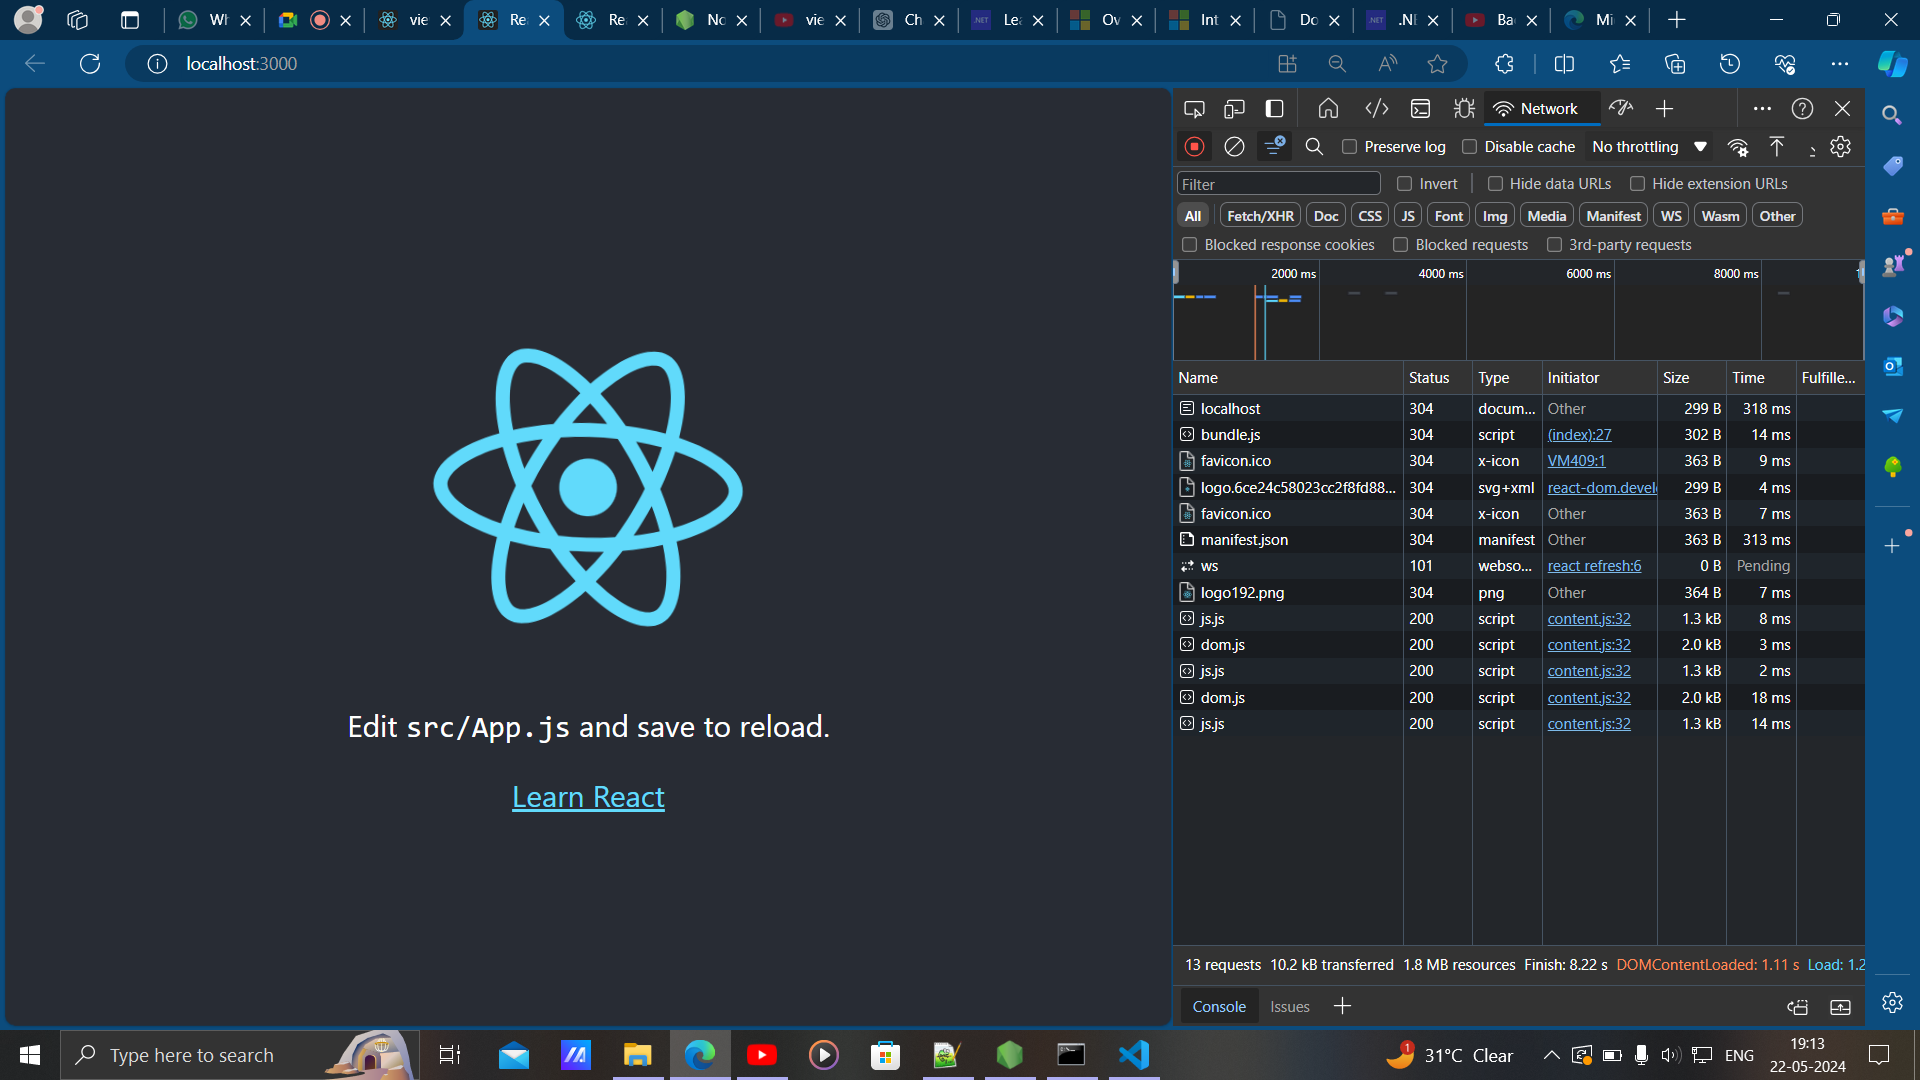 Wh
vie
Rea
Rea
No
vie
Ch
.NET
Lea
Ov
Int
Do
.NET
.NE
Ba
Mi
localhost:3000
Network
Preserve log
Disable cache
No throttling
Filter
Invert
Hide data URLs
Hide extension URLs
All
Fetch/XHR
Doc
CSS
JS
Font
Img
Media
Manifest
WS
Wasm
Other
Blocked response cookies
Blocked requests
3rd-party requests
2000 ms
4000 ms
6000 ms
8000 ms
Name Status Type Initiator Size Time Fulfille...
localhost 304 docum... Other 299 B 318 ms
bundle.js 304 script (index):27 302 B 14 ms
favicon.ico 304 x-icon VM409:1 363 B 9 ms
logo.6ce24c58023cc2f8fd88... 304 svg+xml react-dom.devel 299 B 4 ms
favicon.ico 304 x-icon Other 363 B 7 ms
manifest.json 304 manifest Other 363 B 313 ms
ws 101 webso... react refresh:6 0 B Pending
logo192.png 304 png Other 364 B 7 ms
js.js 200 script content.js:32 1.3 kB 8 ms
dom.js 200 script content.js:32 2.0 kB 3 ms
js.js 200 script content.js:32 1.3 kB 2 ms
dom.js 200 script content.js:32 2.0 kB 18 ms
js.js 200 script content.js:32 1.3 kB 14 ms
Edit src/App.js and save to reload.
Learn React
13 requests 10.2 kB transferred 1.8 MB resources Finish: 8.22 s DOMContentLoaded: 1.11 s Load: 1.2
Console
Issues
Type here to search
1
31°C Clear
ENG
19:13
22-05-2024